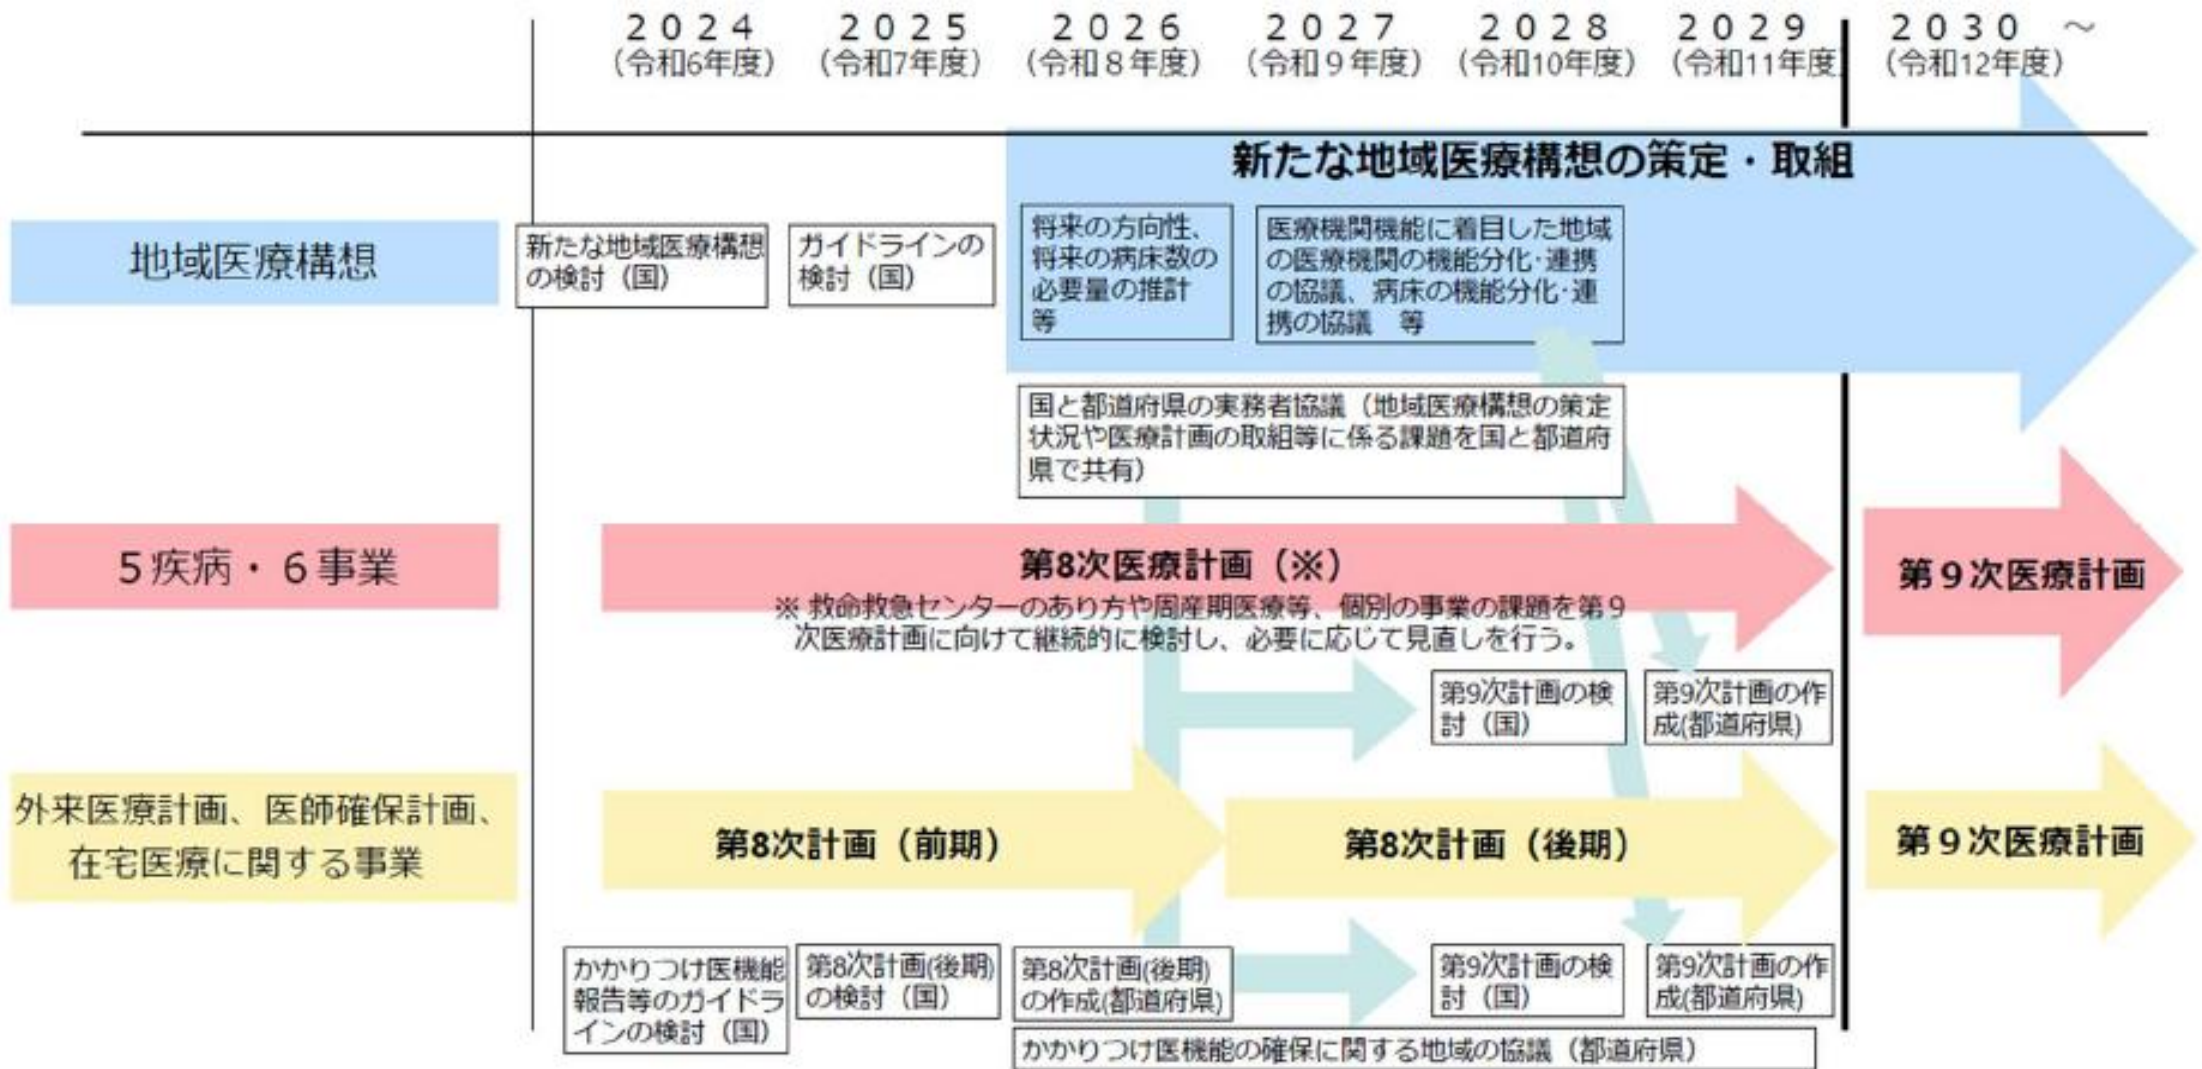 ２０２４ ２０２５ ２０２６ ２０２７ ２０２８ ２０２９ ２０３０ ～
（令和6年度） （令和7年度） （令和８年度） （令和９年度） （令和10年度） （令和11年度） （令和12年度）
新たな地域医療構想の策定・取組
地域医療構想
新たな地域医療構想
の検討（国）
ガイドラインの
検討（国）
将来の方向性、
将来の病床数の
必要量の推計
等
医療機関機能に着目した地域
の医療機関の機能分化･連携
の協議、病床の機能分化･連
携の協議　等
国と都道府県の実務者協議（地域医療構想の策定
状況や医療計画の取組等に係る課題を国と都道府
県で共有）
５疾病・６事業
第8次医療計画（※）
※ 救命救急センターのあり方や周産期医療等、個別の事業の課題を第９
次医療計画に向けて継続的に検討し、必要に応じて見直しを行う。
第９次医療計画
第9次計画の検
討（国）
第9次計画の作
成(都道府県)
外来医療計画、医師確保計画、
在宅医療に関する事業
第8次計画（前期）
第8次計画（後期）
第９次医療計画
かかりつけ医機能
報告等のガイドラ
インの検討（国）
第8次計画(後期)
の検討（国）
第8次計画(後期)
の作成(都道府県)
第9次計画の検
討（国）
第9次計画の作
成(都道府県)
かかりつけ医機能の確保に関する地域の協議（都道府県）